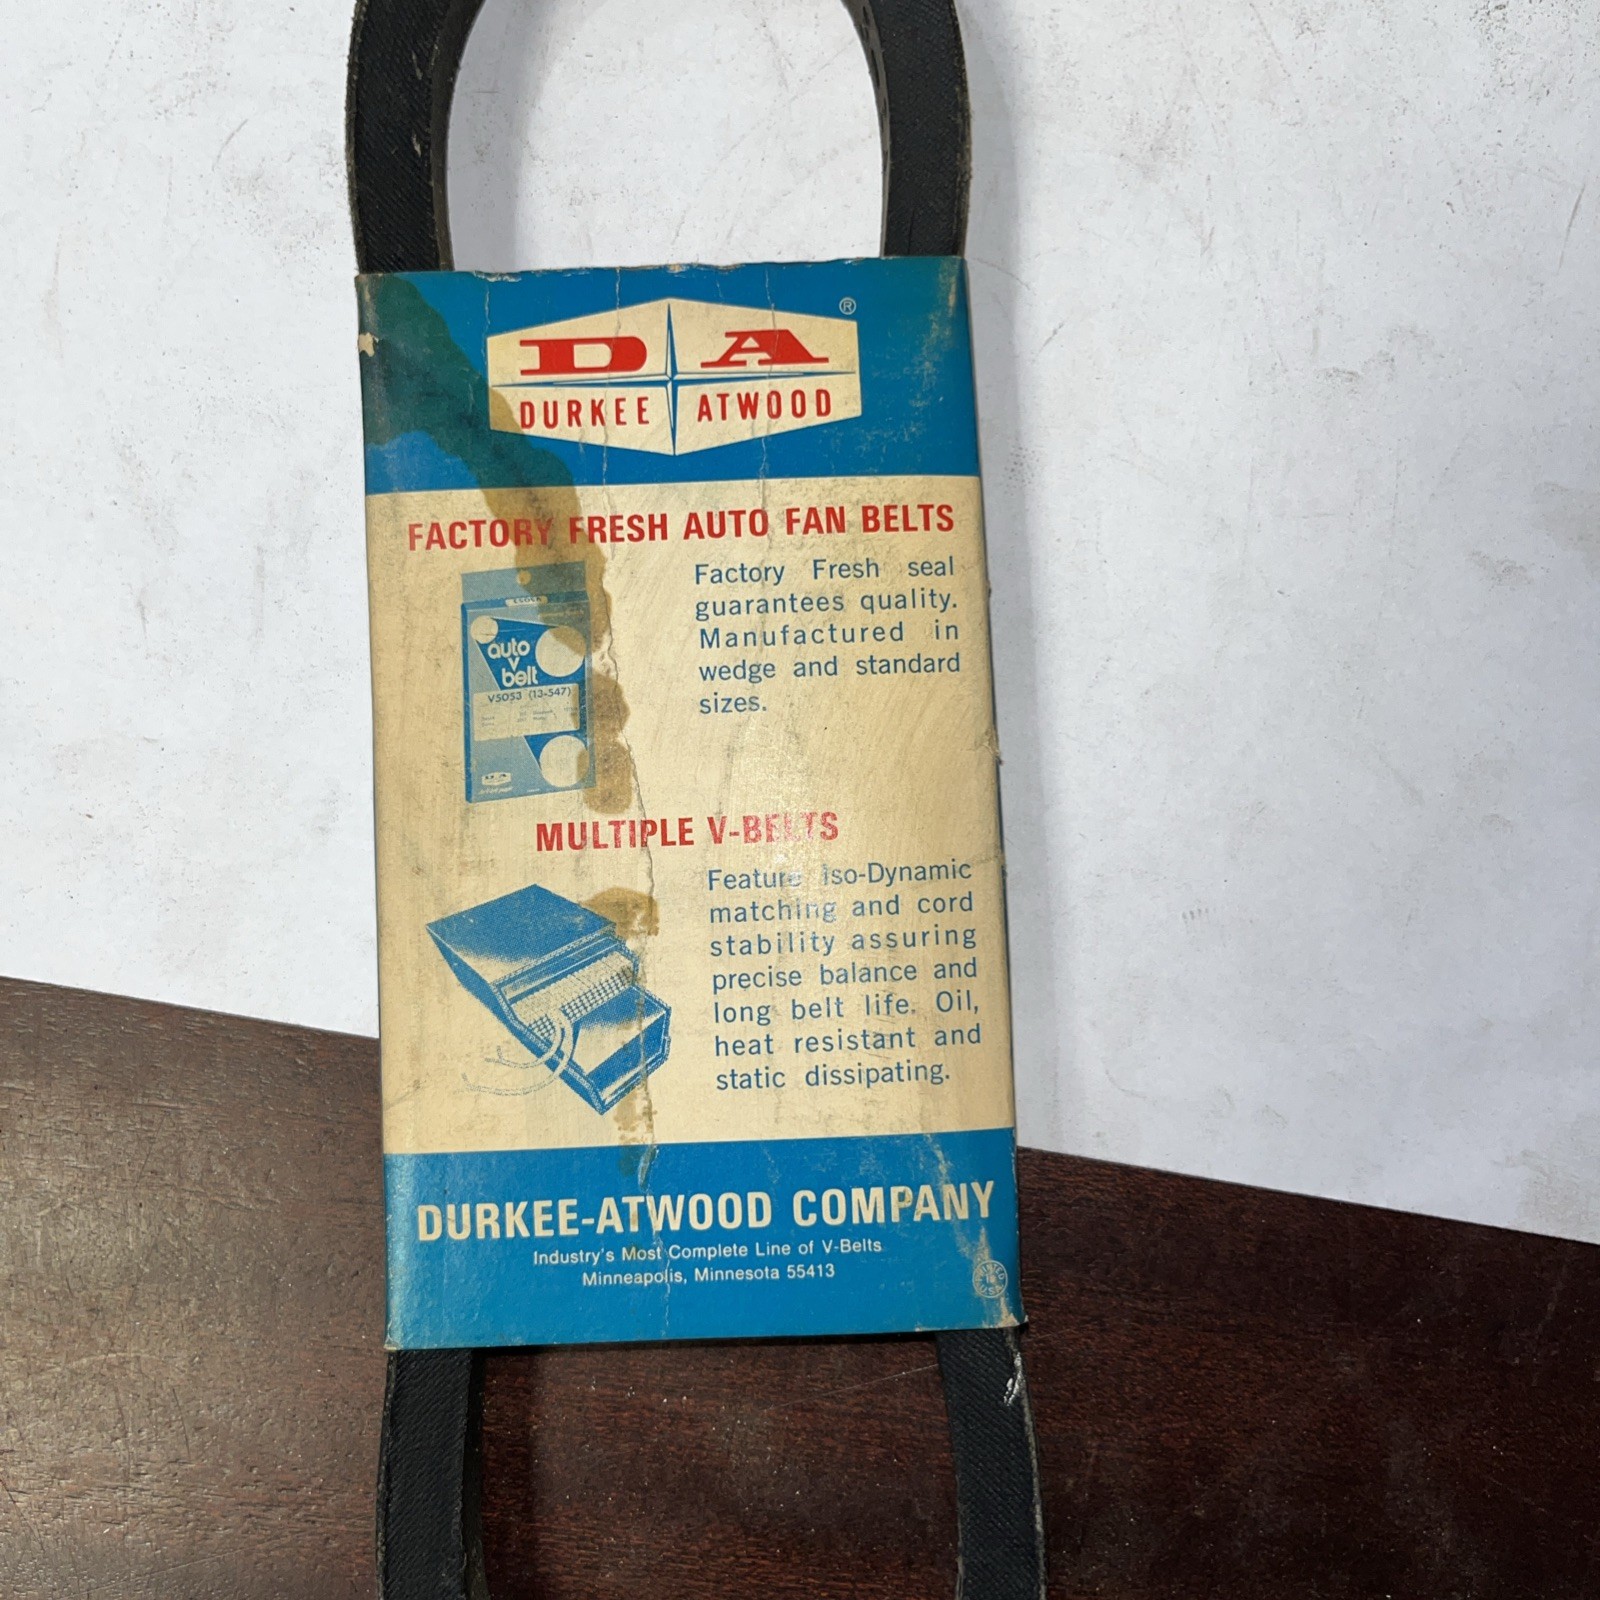 ®
D A
DURKEE ATWOOD
FACTORY FRESH AUTO FAN BELTS
auto
v
belt
V5053 (13-547)
Factory Fresh seal
guarantees quality.
Manufactured in
wedge and standard
sizes.
MULTIPLE V-BELTS
Feature Iso-Dynamic
matching and cord
stability assuring
precise balance and
long belt life. Oil,
heat resistant and
static dissipating.
DURKEE-ATWOOD COMPANY
Industry's Most Complete Line of V-Belts
Minneapolis, Minnesota 55413